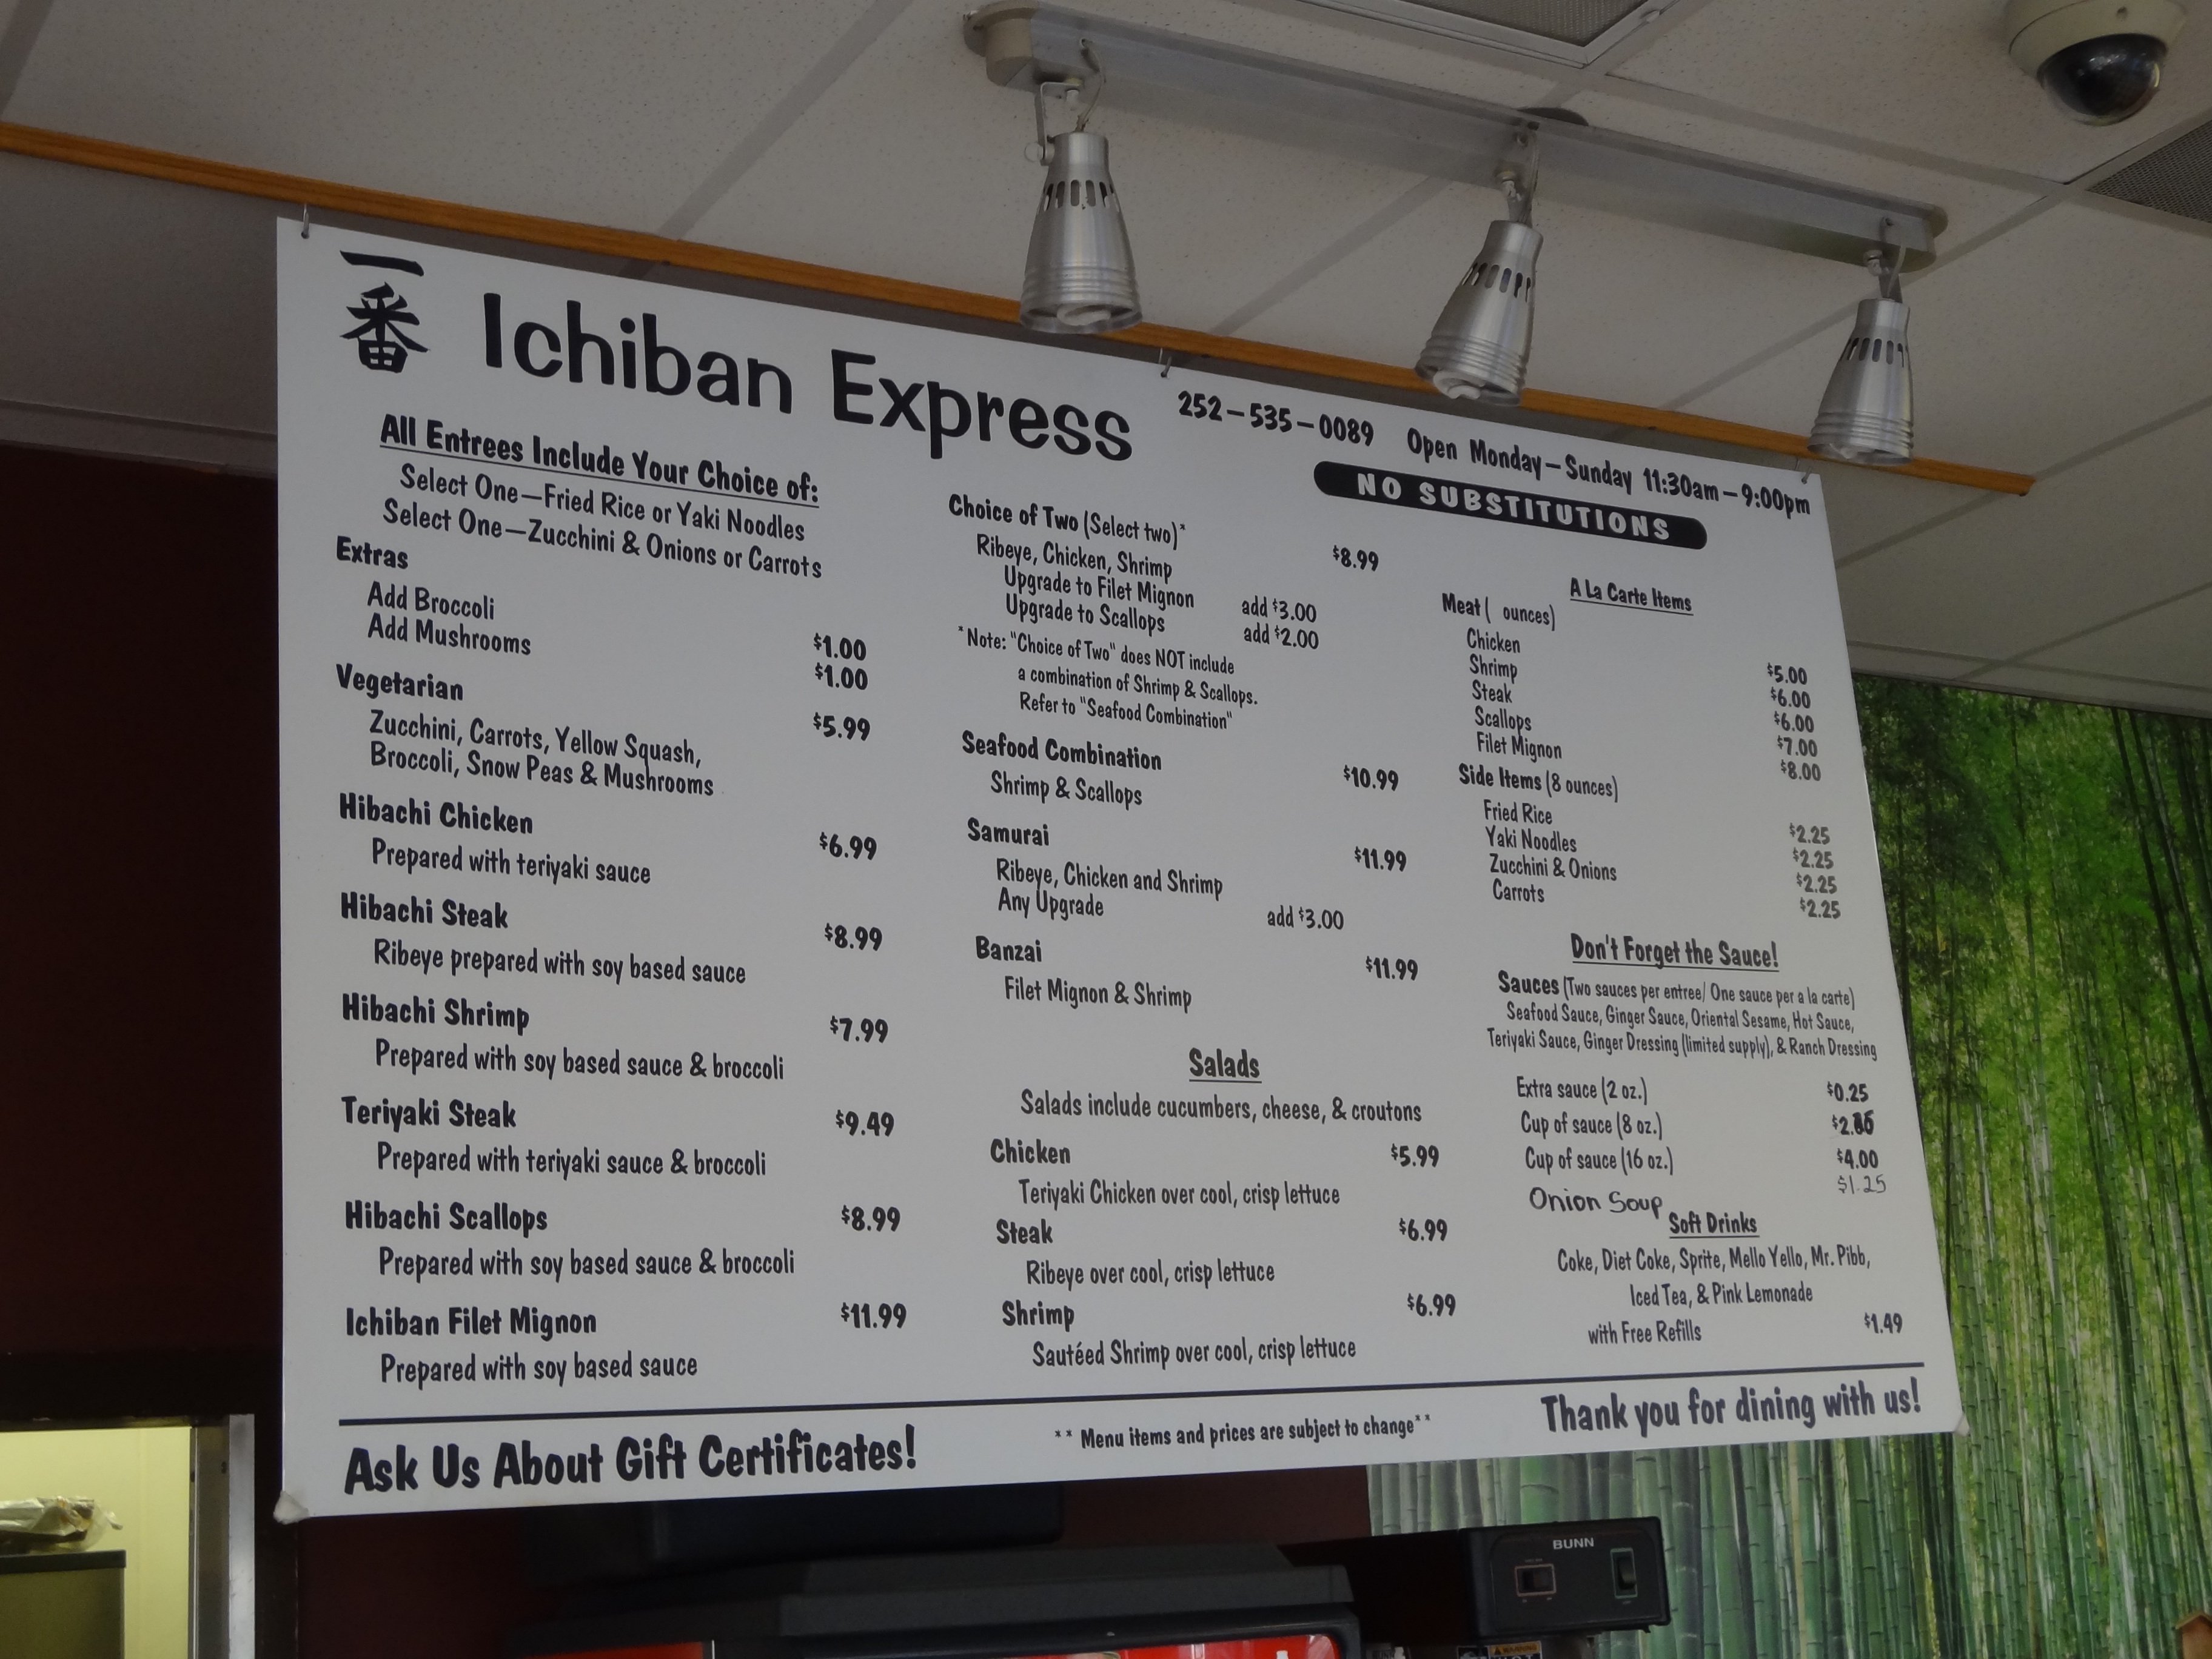 一番
Ichiban Express
252-535-0089 Open Monday-Sunday 11:30am-9:00pm
NO SUBSTITUTIONS
All Entrees Include Your Choice of:
Select One—Fried Rice or Yaki Noodles
Select One—Zucchini & Onions or Carrots
Extras
Add Broccoli $1.00
Add Mushrooms $1.00
Vegetarian $5.99
Zucchini, Carrots, Yellow Squash,
Broccoli, Snow Peas & Mushrooms
Hibachi Chicken $6.99
Prepared with teriyaki sauce
Hibachi Steak $8.99
Ribeye prepared with soy based sauce
Hibachi Shrimp $7.99
Prepared with soy based sauce & broccoli
Teriyaki Steak $9.49
Prepared with teriyaki sauce & broccoli
Hibachi Scallops $8.99
Prepared with soy based sauce & broccoli
Ichiban Filet Mignon $11.99
Prepared with soy based sauce
Choice of Two (Select two)* $8.99
Ribeye, Chicken, Shrimp
Upgrade to Filet Mignon add $3.00
Upgrade to Scallops add $2.00
*Note: "Choice of Two" does NOT include
a combination of Shrimp & Scallops.
Refer to "Seafood Combination"
Seafood Combination $10.99
Shrimp & Scallops
Samurai $11.99
Ribeye, Chicken and Shrimp
Any Upgrade add $3.00
Banzai $11.99
Filet Mignon & Shrimp
Salads
Salads include cucumbers, cheese, & croutons
Chicken $5.99
Teriyaki Chicken over cool, crisp lettuce
Steak $6.99
Ribeye over cool, crisp lettuce
Shrimp $6.99
Sautéed Shrimp over cool, crisp lettuce
A La Carte Items
Meat ( ounces)
Chicken $5.00
Shrimp $6.00
Steak $6.00
Scallops $7.00
Filet Mignon $8.00
Side Items (8 ounces)
Fried Rice $2.25
Yaki Noodles $2.25
Zucchini & Onions $2.25
Carrots $2.25
Don't Forget the Sauce!
Sauces (Two sauces per entree/ One sauce per a la carte)
Seafood Sauce, Ginger Sauce, Oriental Sesame, Hot Sauce,
Teriyaki Sauce, Ginger Dressing (limited supply), & Ranch Dressing
Extra sauce (2 oz.) $0.25
Cup of sauce (8 oz.)
Cup of sauce (16 oz.) $4.00
Onion Soup $1.25
Soft Drinks
Coke, Diet Coke, Sprite, Mello Yello, Mr. Pibb,
Iced Tea, & Pink Lemonade
with Free Refills $1.49
Ask Us About Gift Certificates!
** Menu items and prices are subject to change**
Thank you for dining with us!
BUNN